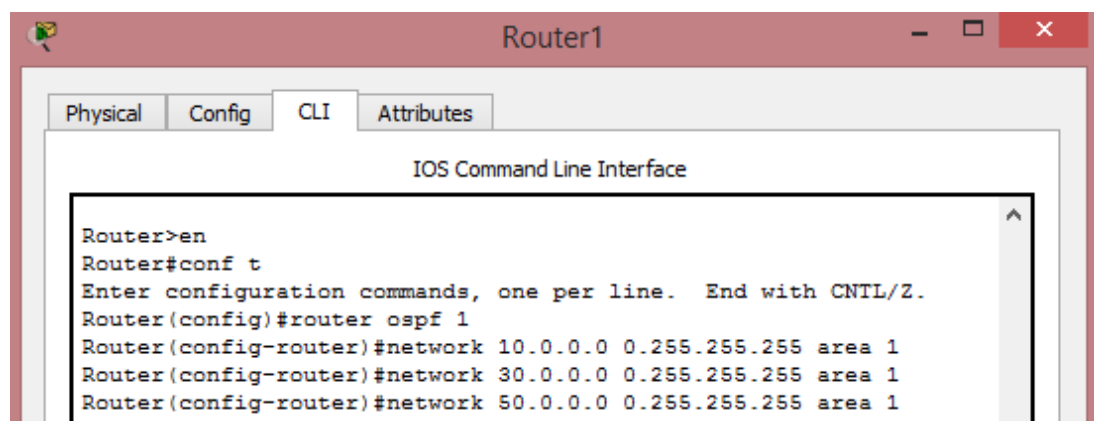 Router1
Physical Config CLI Attributes
IOS Command Line Interface
Router>en
Router#conf t
Enter configuration commands, one per line.  End with CNTL/Z.
Router(config)#router ospf 1
Router(config-router)#network 10.0.0.0 0.255.255.255 area 1
Router(config-router)#network 30.0.0.0 0.255.255.255 area 1
Router(config-router)#network 50.0.0.0 0.255.255.255 area 1